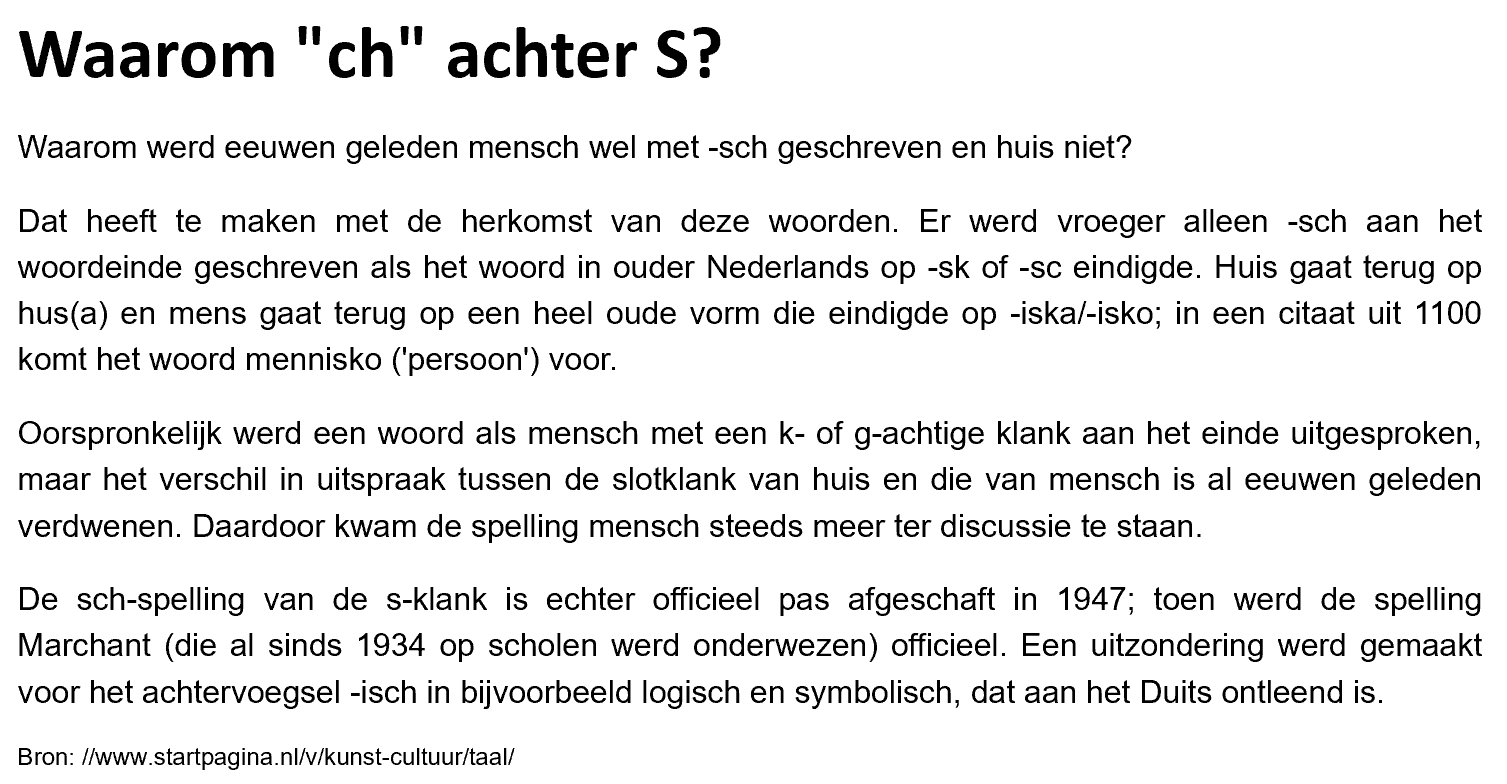 Waarom "ch" achter S?
Waarom werd eeuwen geleden mensch wel met -sch geschreven en huis niet?
Dat heeft te maken met de herkomst van deze woorden. Er werd vroeger alleen -sch aan het
woordeinde geschreven als het woord in ouder Nederlands op -sk of -sc eindigde. Huis gaat terug op
hus(a) en mens gaat terug op een heel oude vorm die eindigde op -iska/-isko; in een citaat uit 1100
komt het woord mennisko ('persoon') voor.
Oorspronkelijk werd een woord als mensch met een k- of g-achtige klank aan het einde uitgesproken,
maar het verschil in uitspraak tussen de slotklank van huis en die van mensch is al eeuwen geleden
verdwenen. Daardoor kwam de spelling mensch steeds meer ter discussie te staan.
De sch-spelling van de s-klank is echter officieel pas afgeschaft in 1947; toen werd de spelling
Marchant (die al sinds 1934 op scholen werd onderwezen) officieel. Een uitzondering werd gemaakt
voor het achtervoegsel -isch in bijvoorbeeld logisch en symbolisch, dat aan het Duits ontleend is.
Bron: //www.startpagina.nl/v/kunst-cultuur/taal/